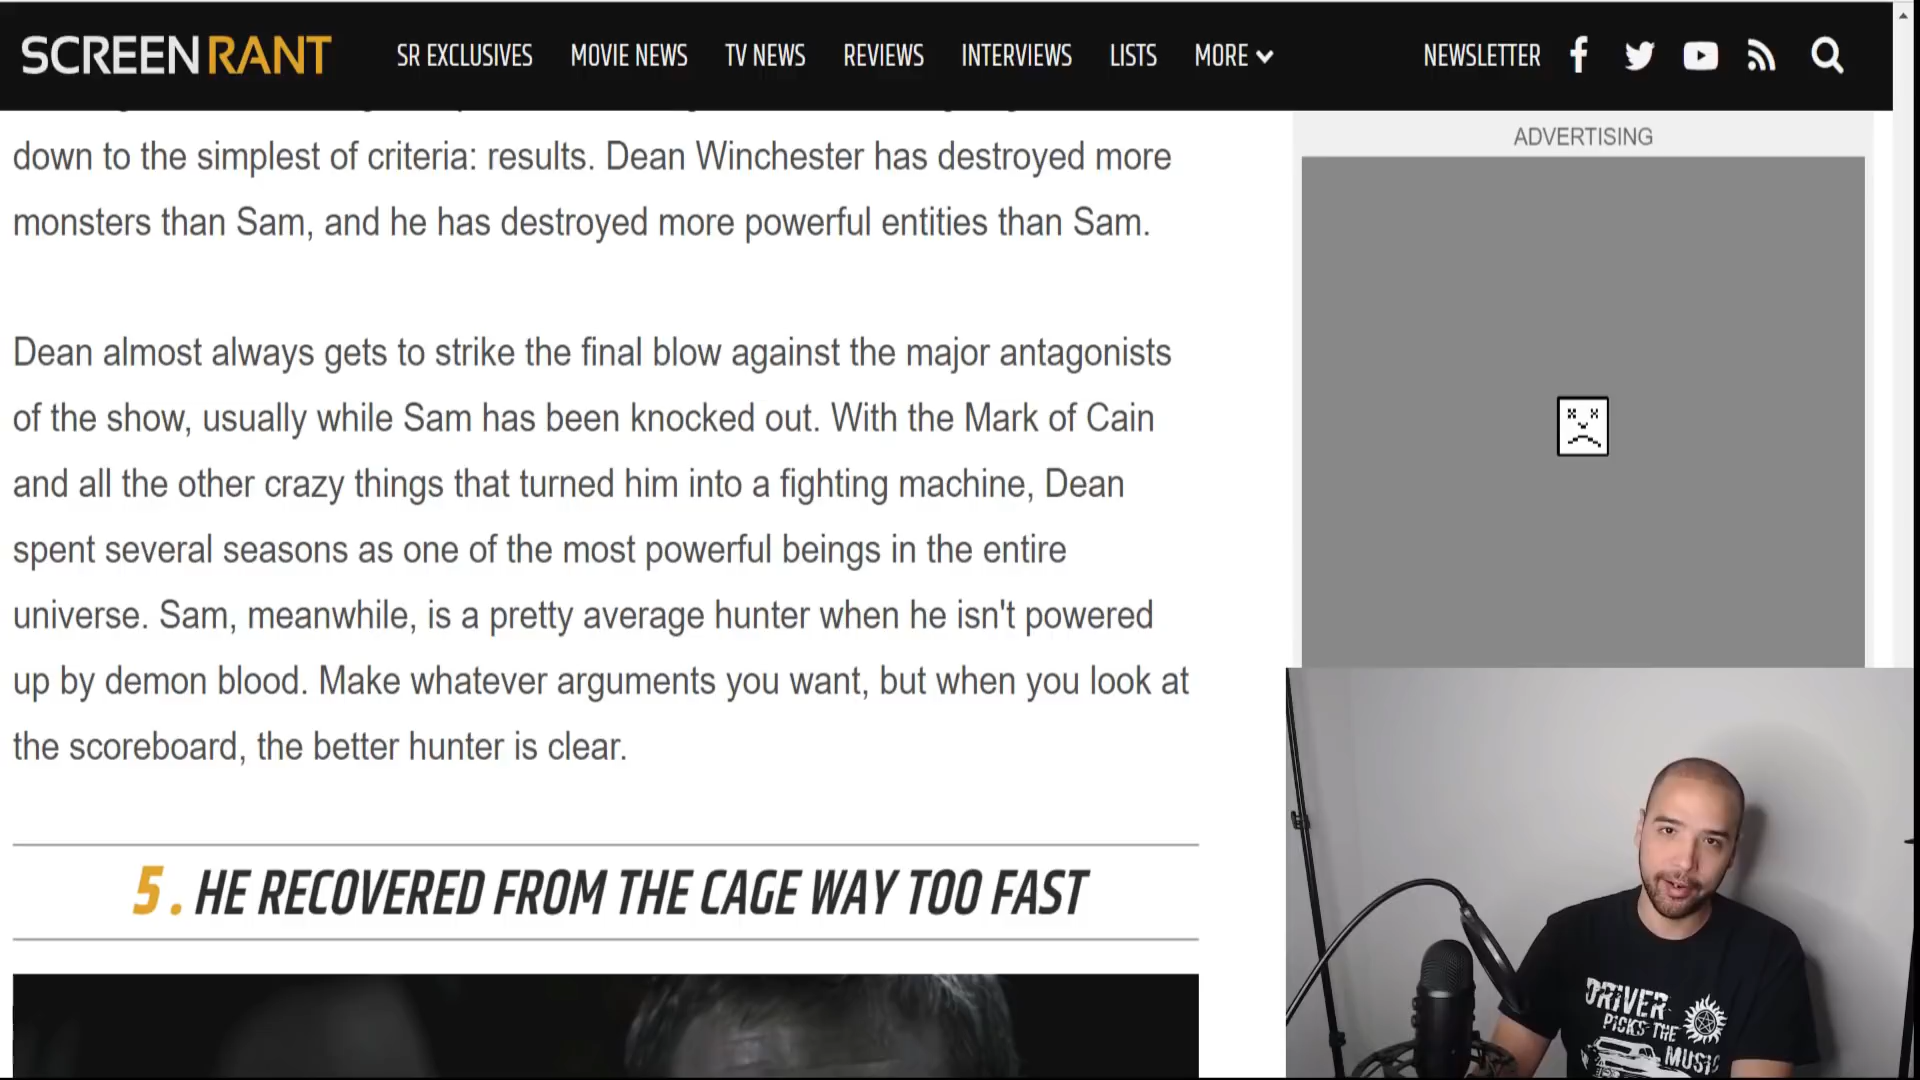 SCREENRANT SR EXCLUSIVES MOVIE NEWS TV NEWS REVIEWS INTERVIEWS LISTS MORE NEWSLETTER
ADVERTISING
down to the simplest of criteria: results. Dean Winchester has destroyed more
monsters than Sam, and he has destroyed more powerful entities than Sam.
Dean almost always gets to strike the final blow against the major antagonists
of the show, usually while Sam has been knocked out. With the Mark of Cain
and all the other crazy things that turned him into a fighting machine, Dean
spent several seasons as one of the most powerful beings in the entire
universe. Sam, meanwhile, is a pretty average hunter when he isn't powered
up by demon blood. Make whatever arguments you want, but when you look at
the scoreboard, the better hunter is clear.
5. HE RECOVERED FROM THE CAGE WAY TOO FAST
DRIVER
PICKS THE
MUSIC